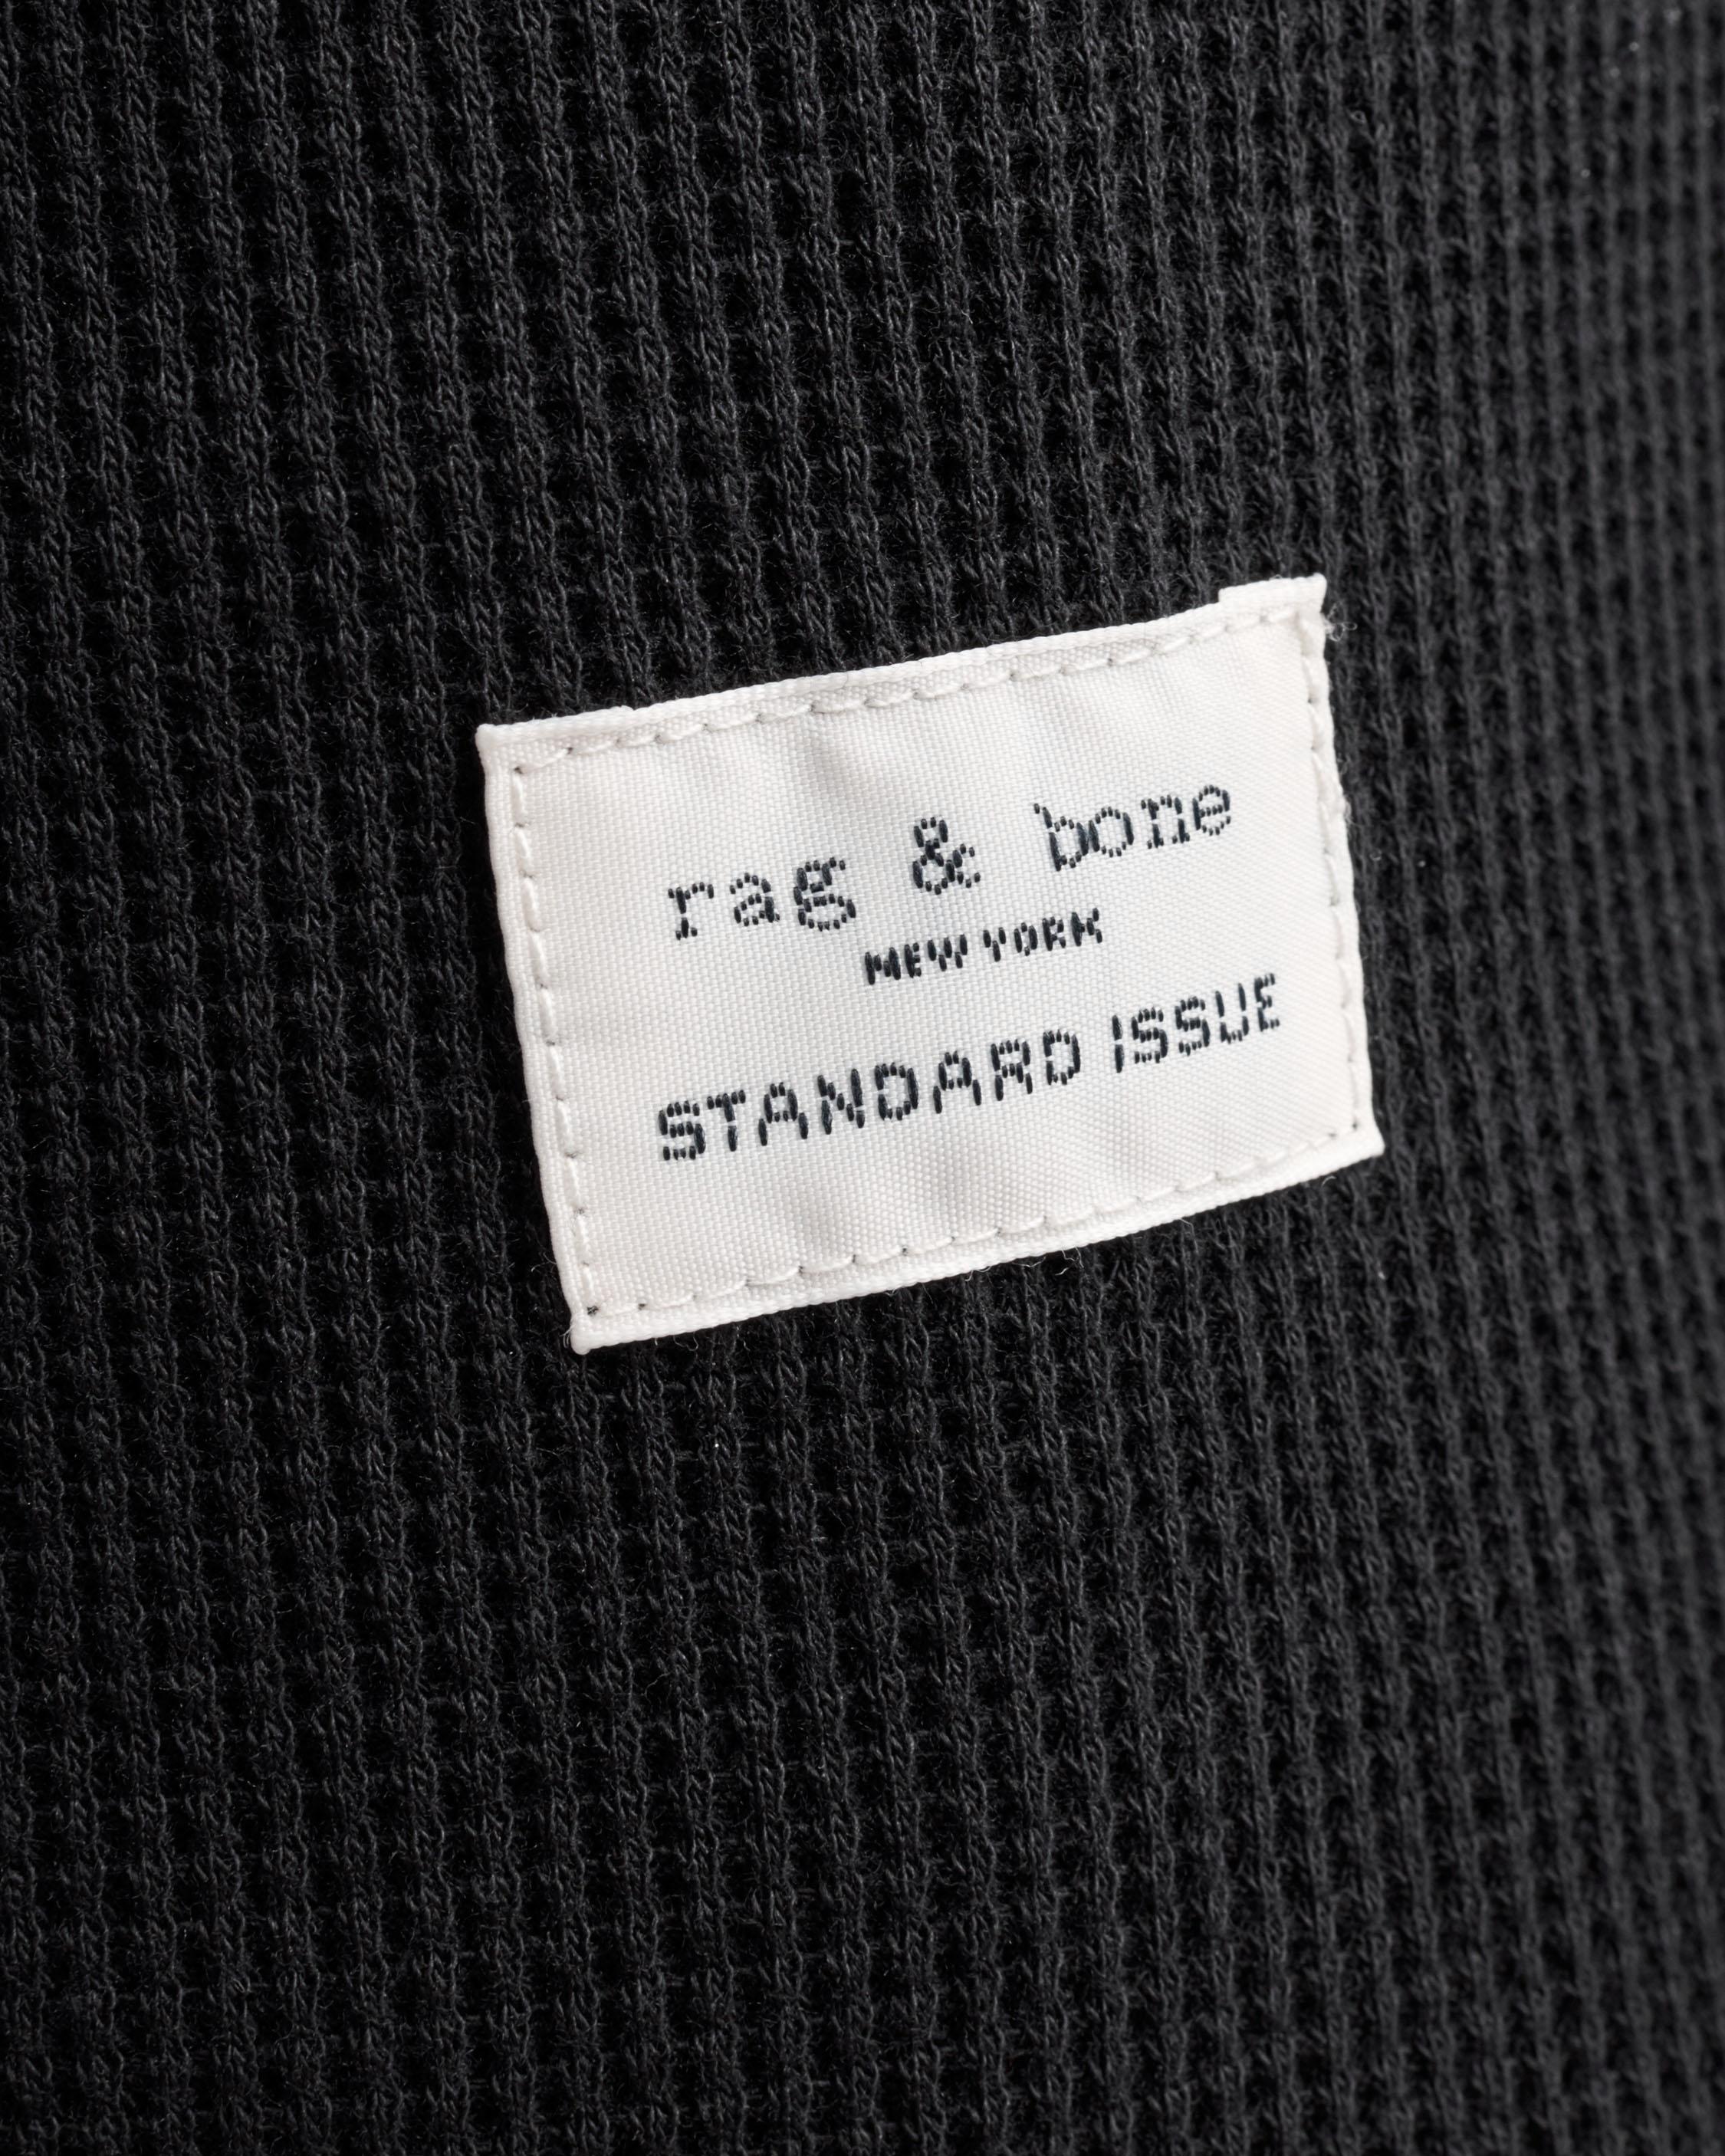 rag & bone
NEW YORK
STANDARD ISSUE